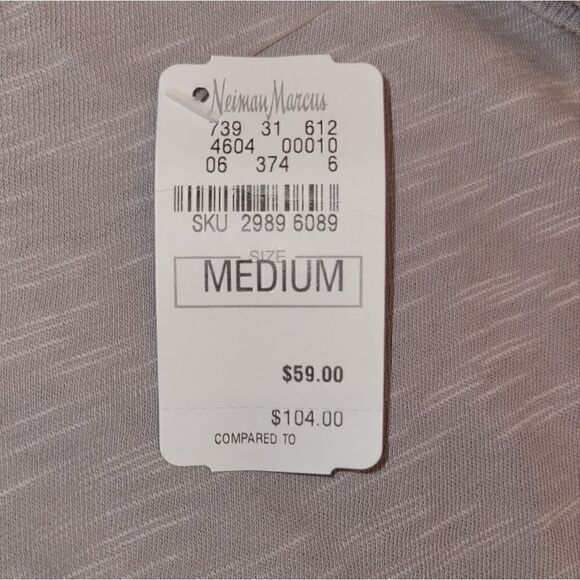 Neiman Marcus
739 31 612
4604 00010
06 374 6
SKU 2989 6089
SIZE
MEDIUM
$59.00
$104.00
COMPARED TO